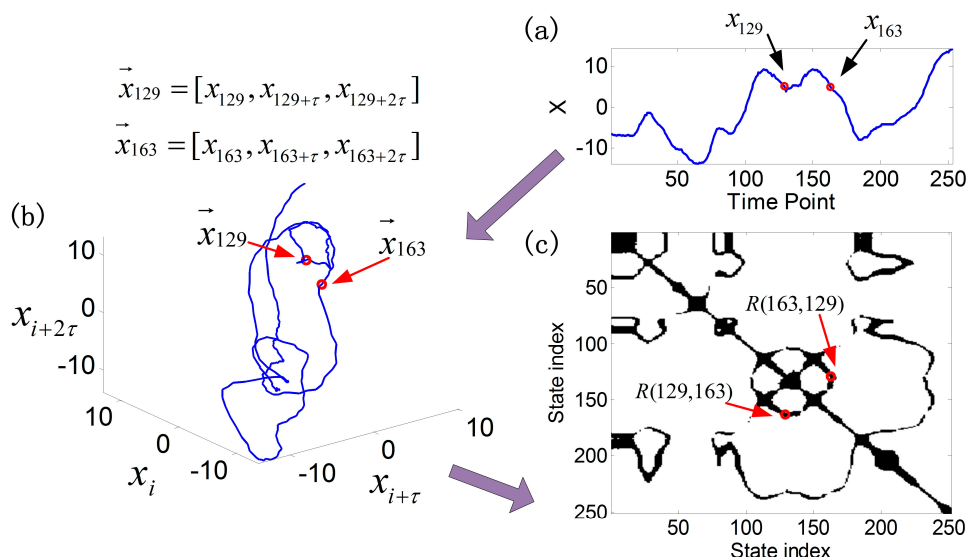 (a)
x₁₂₉
x₁₆₃
x⃗₁₂₉ = [x₁₂₉, x₁₂₉₊τ, x₁₂₉₊₂τ]
x⃗₁₆₃ = [x₁₆₃, x₁₆₃₊τ, x₁₆₃₊₂τ]
10
0
-10
X
50 100 150 200 250
Time Point
(b)
x⃗₁₂₉
x⃗₁₆₃
10
0
-10
xᵢ₊₂τ
10
0
-10
xᵢ
-10
0
10
xᵢ₊τ
(c)
50
100
150
200
250
State index
R(163,129)
R(129,163)
50 100 150 200 250
State index